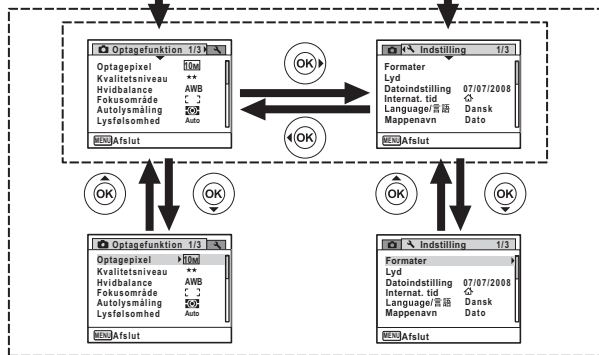 Optagefunktion 1/3
Optagepixel 10M
Kvalitetsniveau ★★
Hvidbalance AWB
Fokusområde [ ]
Autolysmåling
Lysfølsomhed Auto
MENU Afslut
OK
OK
Indstilling 1/3
Formater
Lyd
Datoindstilling 07/07/2008
Internat. tid
Language/言語 Dansk
Mappenavn Dato
MENU Afslut
OK
OK
OK
OK
Optagefunktion 1/3
Optagepixel 10M
Kvalitetsniveau ★★
Hvidbalance AWB
Fokusområde [ ]
Autolysmåling
Lysfølsomhed Auto
MENU Afslut
Indstilling 1/3
Formater
Lyd
Datoindstilling 07/07/2008
Internat. tid
Language/言語 Dansk
Mappenavn Dato
MENU Afslut